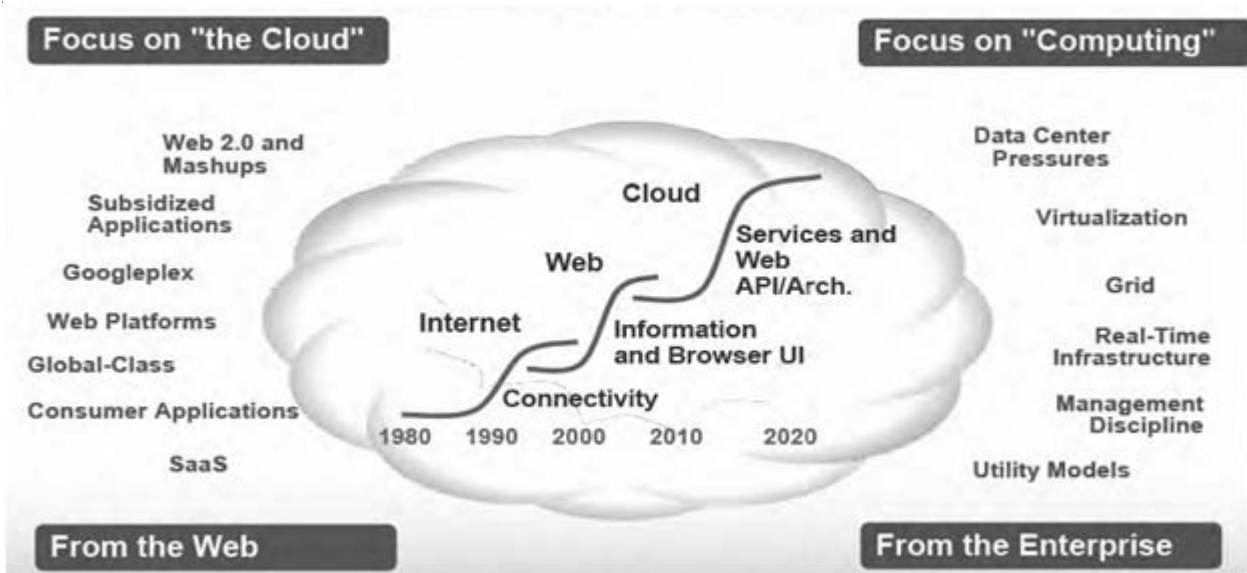 Focus on "the Cloud"
Focus on "Computing"
Web 2.0 and
Mashups
Subsidized
Applications
Googleplex
Web Platforms
Global-Class
Consumer Applications
SaaS
Cloud
Services and
Web
API/Arch.
Web
Information
and Browser UI
Internet
Connectivity
1980 1990 2000 2010 2020
Data Center
Pressures
Virtualization
Grid
Real-Time
Infrastructure
Management
Discipline
Utility Models
From the Web
From the Enterprise